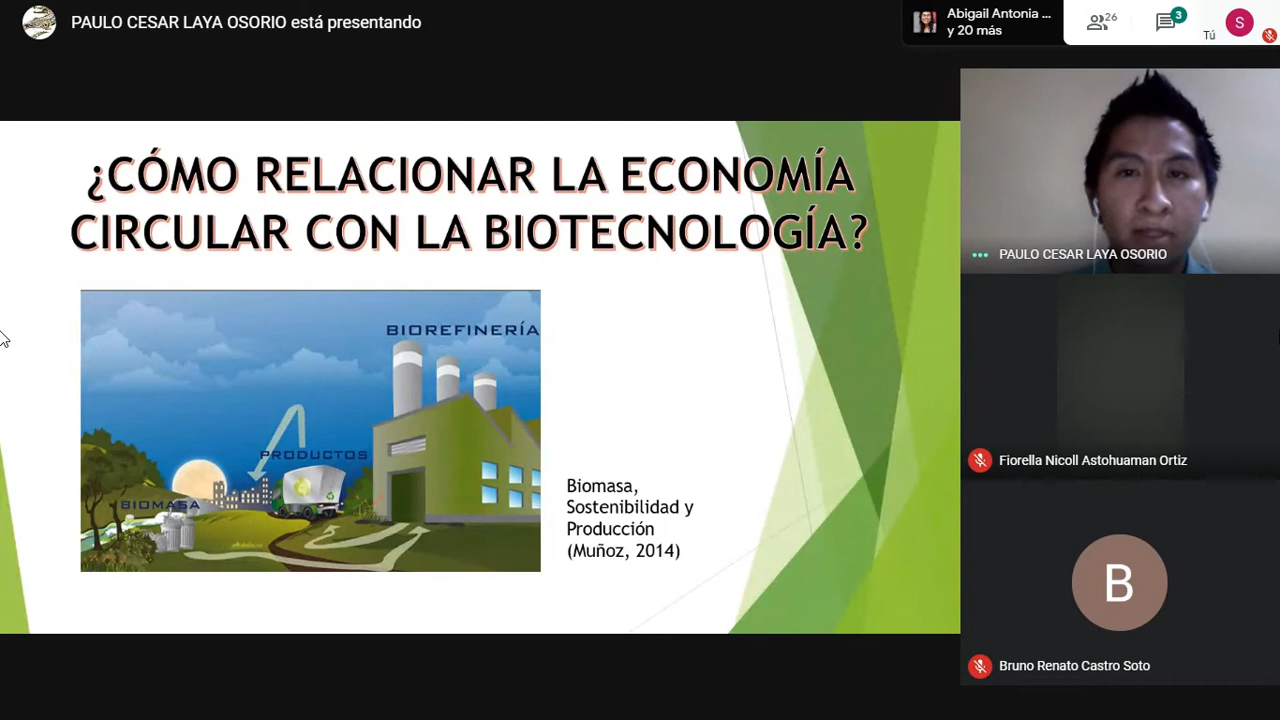 PAULO CESAR LAYA OSORIO está presentando
Abigail Antonia ...
y 20 más
26
3
Tú
S
¿CÓMO RELACIONAR LA ECONOMÍA
CIRCULAR CON LA BIOTECNOLOGÍA?
BIOREFINERÍA
PRODUCTOS
BIOMASA
Biomasa,
Sostenibilidad y
Producción
(Muñoz, 2014)
PAULO CESAR LAYA OSORIO
Fiorella Nicoll Astohuaman Ortiz
B
Bruno Renato Castro Soto